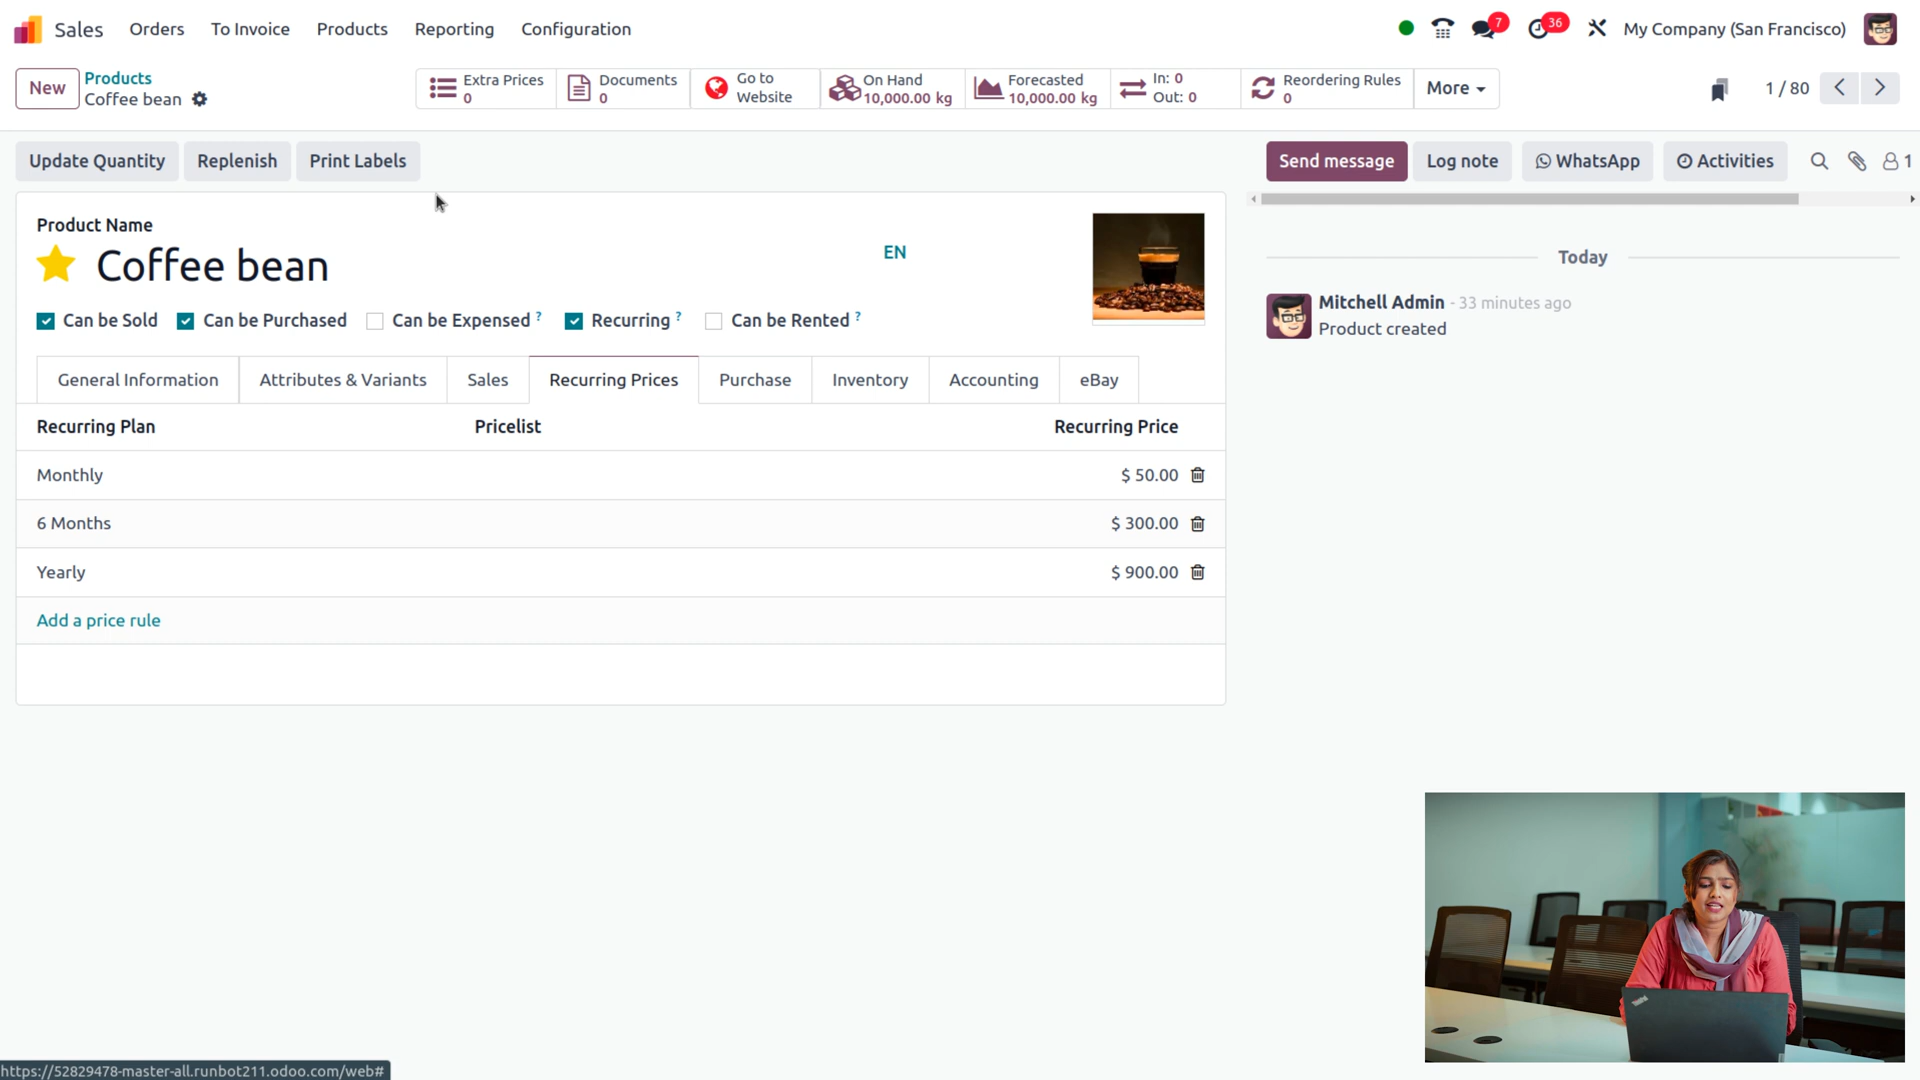 Sales Orders To Invoice Products Reporting Configuration 7 36 My Company (San Francisco)
New Products Coffee bean
Extra Prices 0
Documents 0
Go to Website
On Hand 10,000.00 kg
Forecasted 10,000.00 kg
In: 0 Out: 0
Reordering Rules 0
More
1 / 80
Update Quantity Replenish Print Labels
Send message Log note WhatsApp Activities 1
Product Name
Coffee bean EN
Can be Sold Can be Purchased Can be Expensed ? Recurring ? Can be Rented ?
General Information Attributes & Variants Sales Recurring Prices Purchase Inventory Accounting eBay
Recurring Plan Pricelist Recurring Price
Monthly $ 50.00
6 Months $ 300.00
Yearly $ 900.00
Add a price rule
Today
Mitchell Admin - 33 minutes ago
Product created
https://52829478-master-all.runbot211.odoo.com/web#